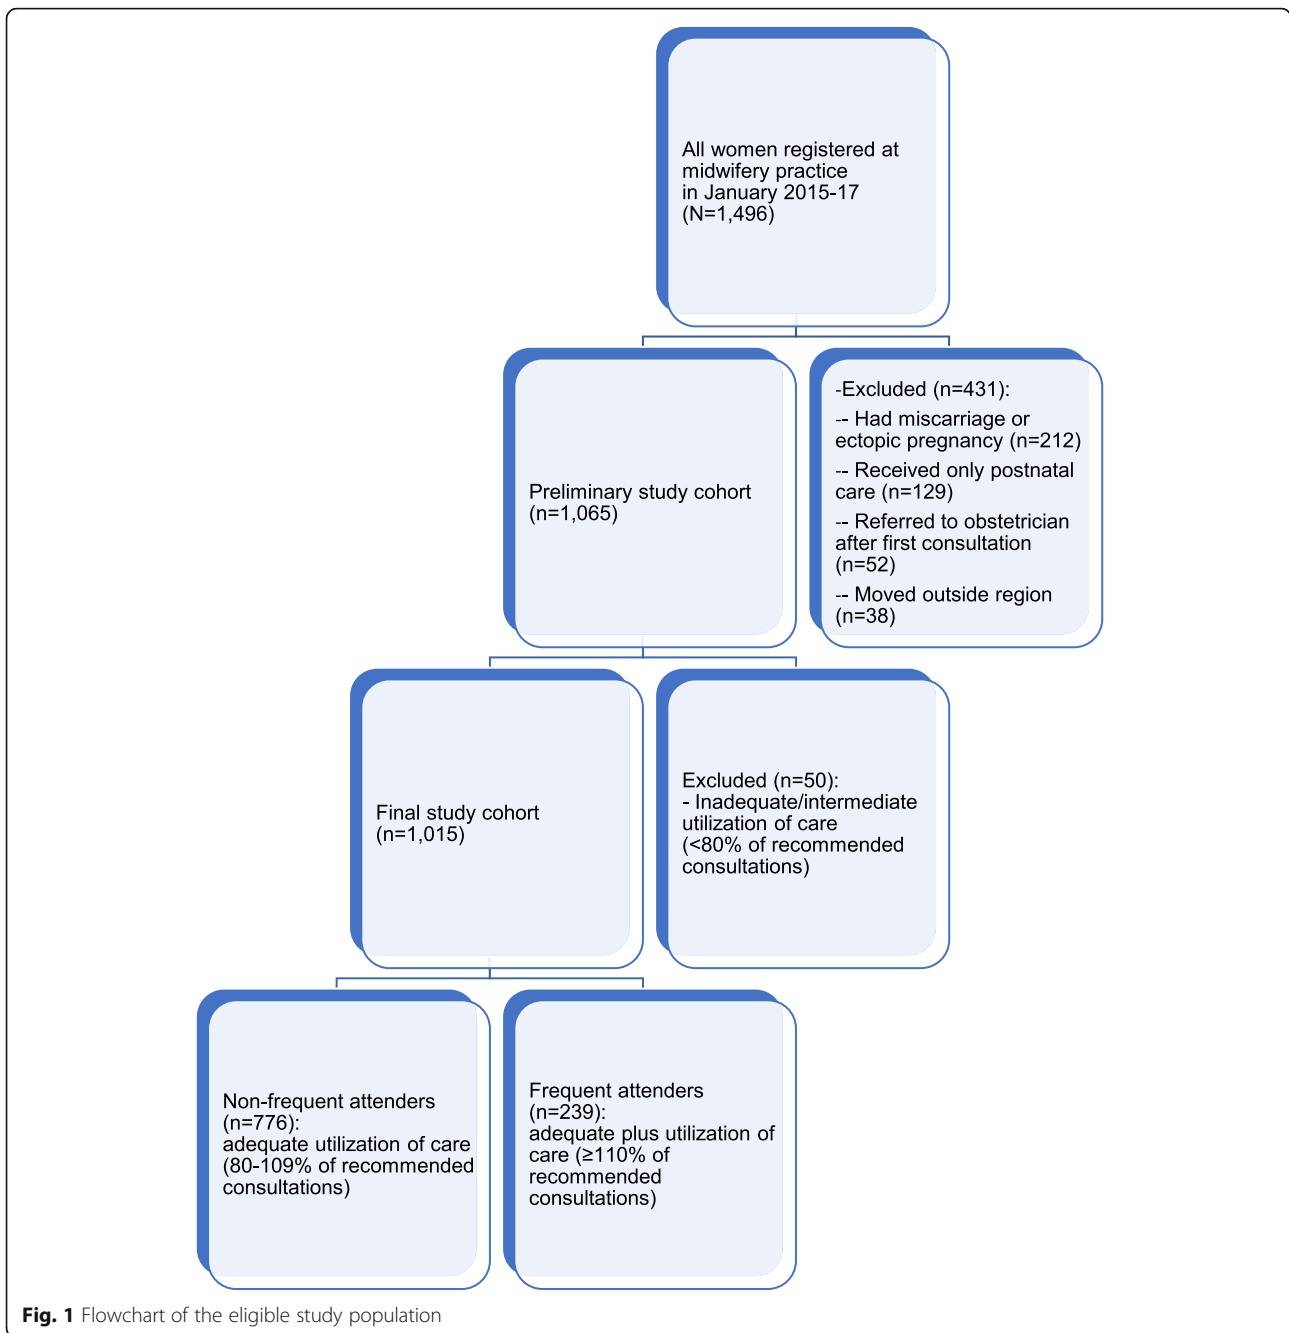 All women registered at
midwifery practice
in January 2015-17
(N=1,496)
Preliminary study cohort
(n=1,065)
-Excluded (n=431):
-- Had miscarriage or
ectopic pregnancy (n=212)
-- Received only postnatal
care (n=129)
-- Referred to obstetrician
after first consultation
(n=52)
-- Moved outside region
(n=38)
Final study cohort
(n=1,015)
Excluded (n=50):
- Inadequate/intermediate
utilization of care
(<80% of recommended
consultations)
Non-frequent attenders
(n=776):
adequate utilization of care
(80-109% of recommended
consultations)
Frequent attenders
(n=239):
adequate plus utilization of
care (≥110% of
recommended
consultations)
Fig. 1 Flowchart of the eligible study population